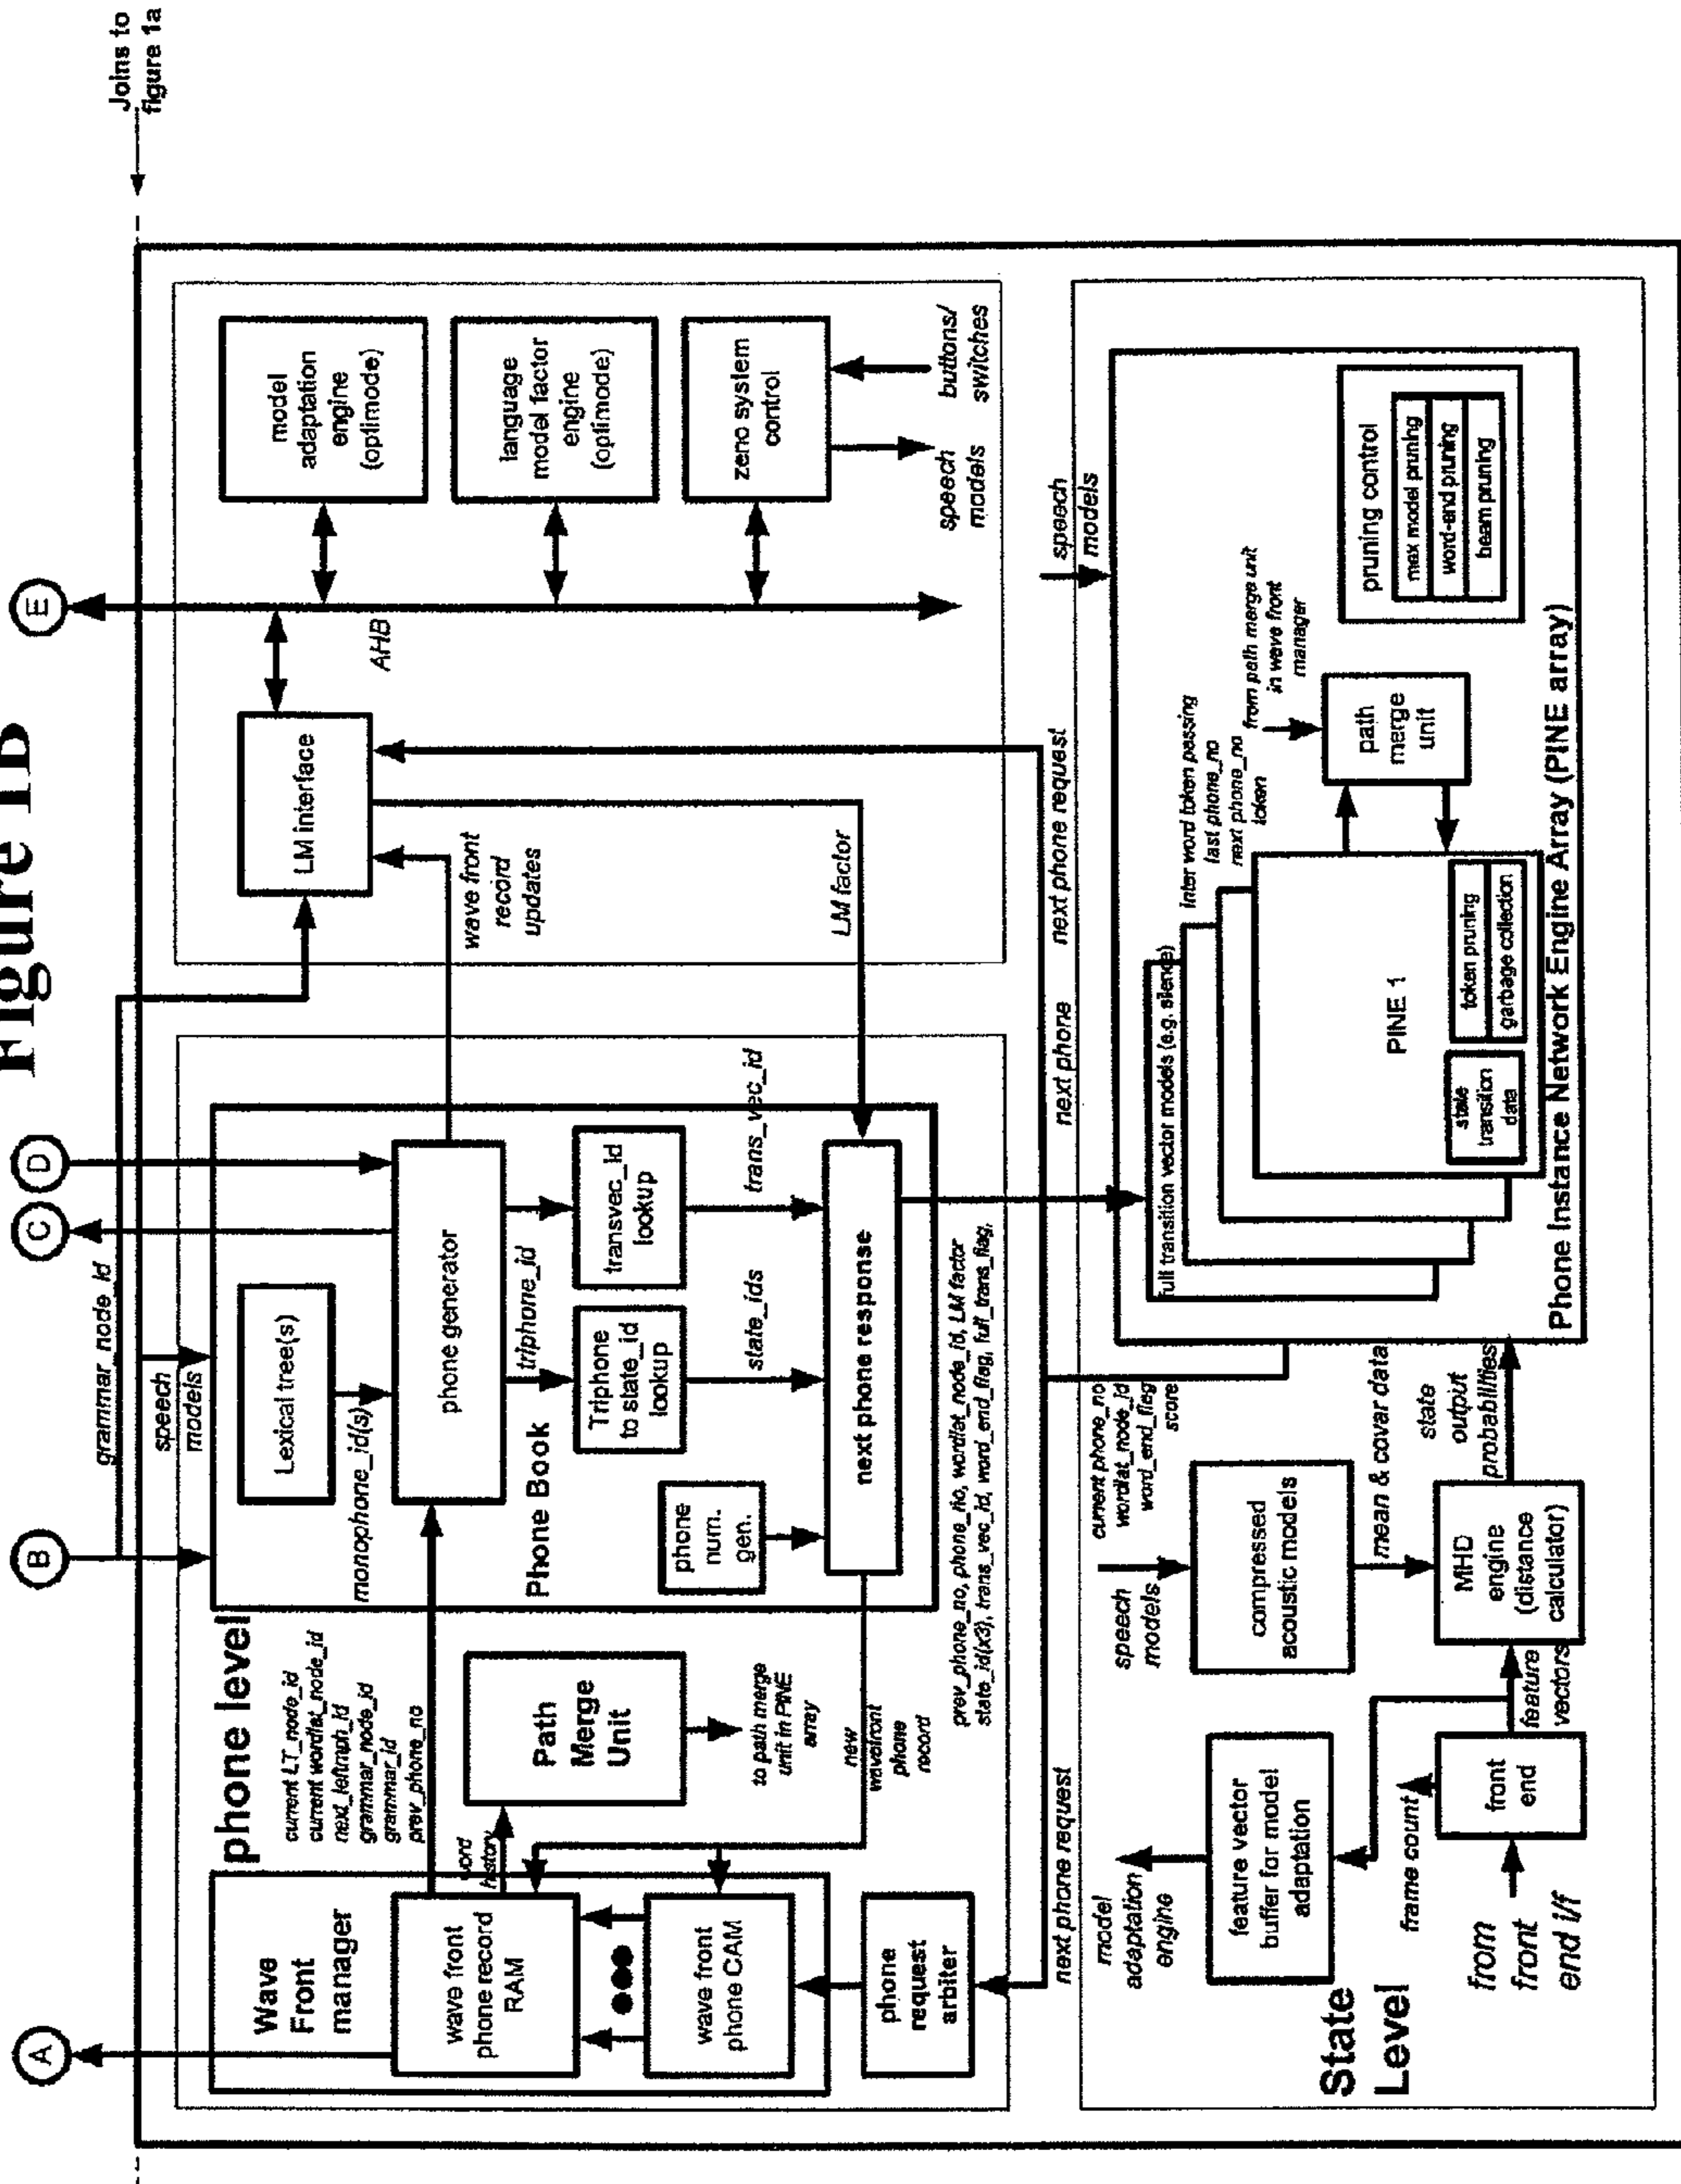 Figure 1B
Joins to
figure 1a
A
B
C
D
E
grammar_node_id
speech
models
phone level
Wave
Front
manager
wave front
phone record
RAM
wave front
phone CAM
phone
request
arbiter
current LT_node_id
current wordlat_node_id
next_leftmph_id
grammar_node_id
grammar_id
prev_phone_no
word
history
Path
Merge
Unit
to path merge
unit in PINE
array
new
wavefront
phone
record
Lexical tree(s)
monophone_id(s)
phone generator
Phone Book
triphone_id
Triphone
to state_id
lookup
transvec_id
lookup
phone
num.
gen.
state_ids
trans_vec_id
next phone response
prev_phone_no, phone_no, wordlat_node_id, LM factor
state_id(x3), trans_vec_id, word_end_flag, full_trans_flag,
LM interface
wave front
record
updates
LM factor
AHB
model
adaptation
engine
(optimode)
language
model factor
engine
(optimode)
zeno system
control
speech
models
buttons/
switches
next phone request
next phone
next phone request
speech
models
State
Level
model
adaptation
engine
feature vector
buffer for model
adaptation
frame count
from
front
end i/f
front
end
feature
vectors
speech
models
compressed
acoustic models
mean & covar data
MHD
engine
(distance
calculator)
state
output
probabilities
current phone_no
wordlat_node_id
word_end_flag
score
full transition vector models (e.g. silence)
PINE 1
state
transition
data
token pruning
garbage collection
inter word token passing
last phone_no
next phone_no
token
from path merge unit
in wave front
manager
path
merge
unit
pruning control
max model pruning
word-end pruning
beam pruning
Phone Instance Network Engine Array (PINE array)